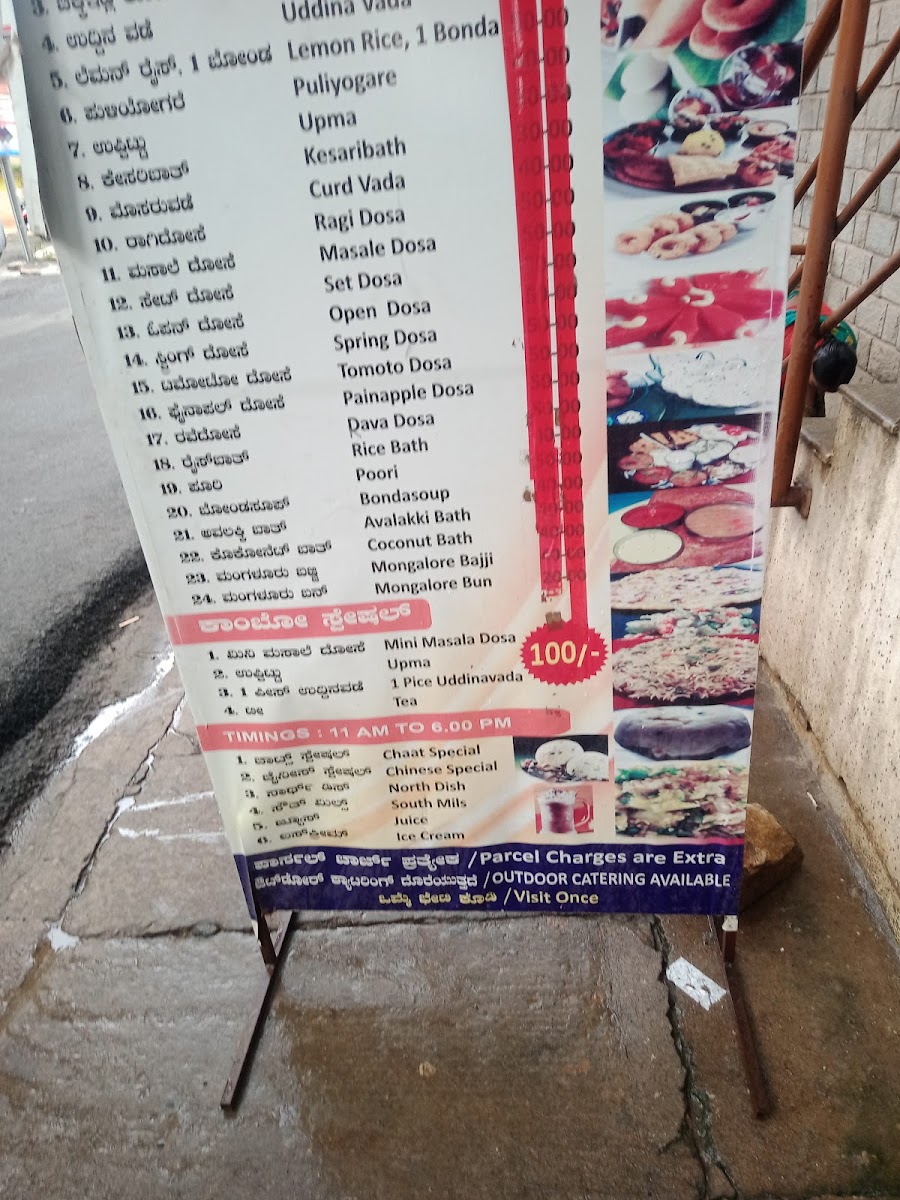 4. ಉದ್ದಿನ ವಡೆ Uddina Vada
5. ಲೆಮನ್ ರೈಸ್, 1 ಬೋಂಡ Lemon Rice, 1 Bonda
6. ಪುಳಿಯೋಗರೆ Puliyogare
7. ಉಪ್ಪಿಟ್ಟು Upma 30-00
8. ಕೇಸರಿಬಾತ್ Kesaribath
9. ಮೊಸರುವಡೆ Curd Vada
10. ರಾಗಿದೋಸೆ Ragi Dosa
11. ಮಸಾಲೆ ದೋಸೆ Masale Dosa
12. ಸೇಟ್ ದೋಸೆ Set Dosa
13. ಓಪನ್ ದೋಸೆ Open Dosa
14. ಸ್ಪ್ರಿಂಗ್ ದೋಸೆ Spring Dosa
15. ಟಮೋಟೋ ದೋಸೆ Tomoto Dosa
16. ಫೈನಾಪಲ್ ದೋಸೆ Painapple Dosa
17. ರವೆದೋಸೆ Rava Dosa
18. ರೈಸ್‌ಬಾತ್ Rice Bath
19. ಪೂರಿ Poori
20. ಬೋಂಡಸೂಪ್ Bondasoup
21. ಅವಲಕ್ಕಿ ಬಾತ್ Avalakki Bath
22. ಕೊಕೋನೆಟ್ ಬಾತ್ Coconut Bath
23. ಮಂಗಳೂರು ಬಜ್ಜಿ Mongalore Bajji
24. ಮಂಗಳೂರು ಬನ್ Mongalore Bun
ಕಾಂಬೋ ಸ್ಪೇಷಲ್
1. ಮಿನಿ ಮಸಾಲೆ ದೋಸೆ Mini Masala Dosa
2. ಉಪ್ಪಿಟ್ಟು Upma
3. 1 ಪೀಸ್ ಉದ್ದಿನವಡೆ 1 Pice Uddinavada
4. ಟೀ Tea
100/-
TIMINGS : 11 AM TO 6.00 PM
1. ಚಾಟ್ಸ್ ಸ್ಪೇಷಲ್ Chaat Special
2. ಚೈನೀಸ್ ಸ್ಪೇಷಲ್ Chinese Special
3. ನಾರ್ಥ್ ಡಿಸ್ North Dish
4. ಸೌತ್ ಮಿಲ್ಸ್ South Mils
5. ಜ್ಯೂಸ್ Juice
6. ಐಸ್‌ಕ್ರೀಮ್ Ice Cream
ಪಾರ್ಸಲ್ ಚಾರ್ಜ್ ಪ್ರತ್ಯೇಕ /Parcel Charges are Extra
ಔಟ್‌ಡೋರ್ ಕ್ಯಾಟರಿಂಗ್ ದೊರೆಯುತ್ತದೆ /OUTDOOR CATERING AVAILABLE
ಒಮ್ಮೆ ಭೇಟಿ ಕೊಡಿ /Visit Once